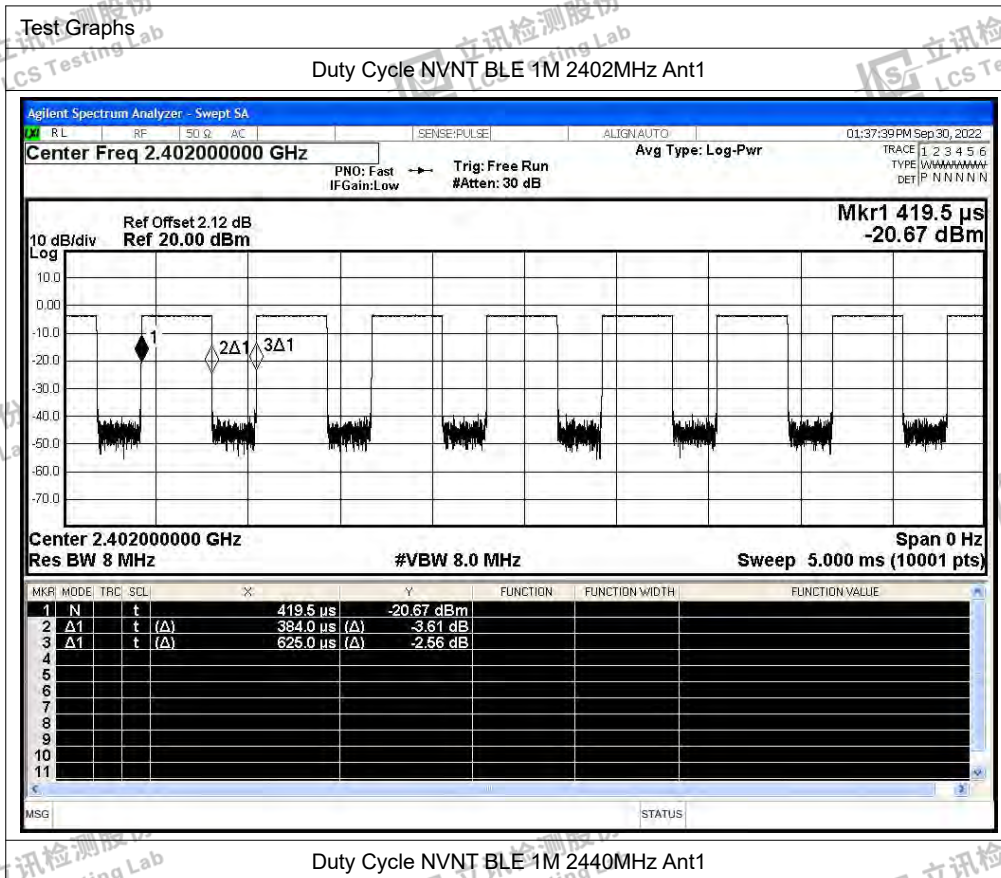 Test Graphs
Duty Cycle NVNT BLE 1M 2402MHz Ant1
Agilent Spectrum Analyzer - Swept SA
RL RF 50 Ω AC SENSE:PULSE ALIGN AUTO 01:37:39 PM Sep 30, 2022
Center Freq 2.402000000 GHz Avg Type: Log-Pwr TRACE 1 2 3 4 5 6
PNO: Fast Trig: Free Run TYPE WWWWWW
IFGain:Low #Atten: 30 dB DET P N N N N N
Mkr1 419.5 µs
Ref Offset 2.12 dB
10 dB/div Ref 20.00 dBm -20.67 dBm
Log
10.0
0.00
-10.0
1
2Δ1 3Δ1
-20.0
-30.0
-40.0
-50.0
-60.0
-70.0
Center 2.402000000 GHz Span 0 Hz
Res BW 8 MHz #VBW 8.0 MHz Sweep 5.000 ms (10001 pts)
MKR MODE TRC SCL X Y FUNCTION FUNCTION WIDTH FUNCTION VALUE
1 N t 419.5 µs -20.67 dBm
2 Δ1 t (Δ) 384.0 µs (Δ) -3.61 dB
3 Δ1 t (Δ) 625.0 µs (Δ) -2.56 dB
4
5
6
7
8
9
10
11
MSG STATUS
Duty Cycle NVNT BLE 1M 2440MHz Ant1
立讯检测股份
LCS Testing Lab